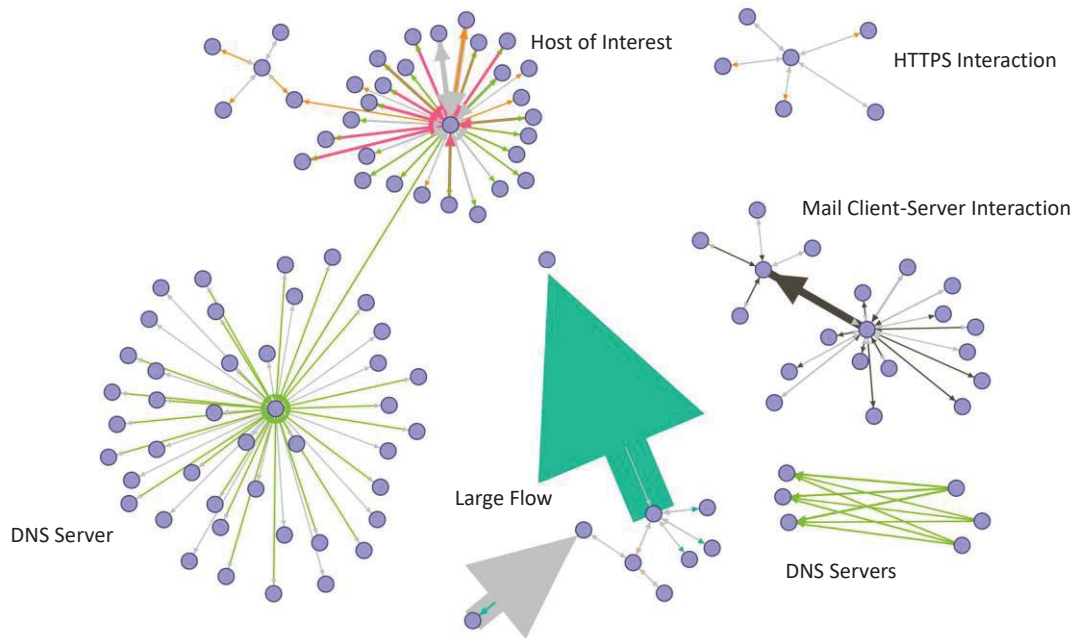 Host of Interest
HTTPS Interaction
Mail Client-Server Interaction
Large Flow
DNS Server
DNS Servers